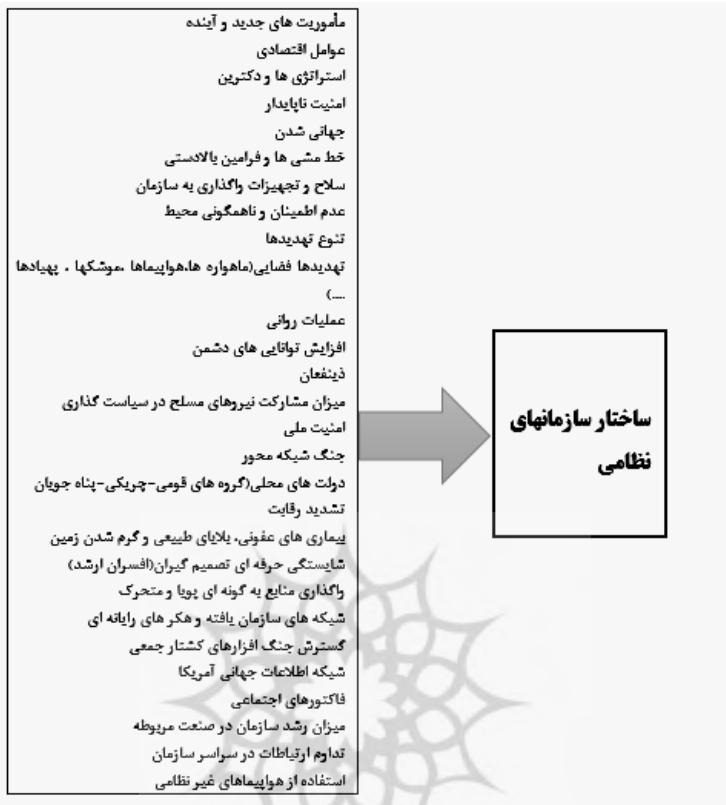 مأموریت های جدید و آینده
عوامل اقتصادی
استراتژی ها و دکترین
امنیت ناپایدار
جهانی شدن
خط مشی ها و فرامین بالادستی
سلاح و تجهیزات واگذاری به سازمان
عدم اطمینان و ناهمگونی محیط
تنوع تهدیدها
تهدیدها فضایی(ماهواره ها،هواپیماها ،موشکها ، پهپادها
(....
عملیات روانی
افزایش توانایی های دشمن
ذینفعان
میزان مشارکت نیروهای مسلح در سیاست گذاری
امنیت ملی
جنگ شبکه محور
دولت های محلی(گروه های قومی-چریکی-پناه جویان
تشدید رقابت
بیماری های عفونی، بلایای طبیعی و گرم شدن زمین
شایستگی حرفه ای تصمیم گیران(افسران ارشد)
واگذاری منابع به گونه ای پویا و متحرک
شبکه های سازمان یافته و هکر های رایانه ای
گسترش جنگ افزارهای کشتار جمعی
شبکه اطلاعات جهانی آمریکا
فاکتورهای اجتماعی
میزان رشد سازمان در صنعت مربوطه
تداوم ارتباطات در سراسر سازمان
استفاده از هواپیماهای غیر نظامی
ساختار سازمانهای
نظامی